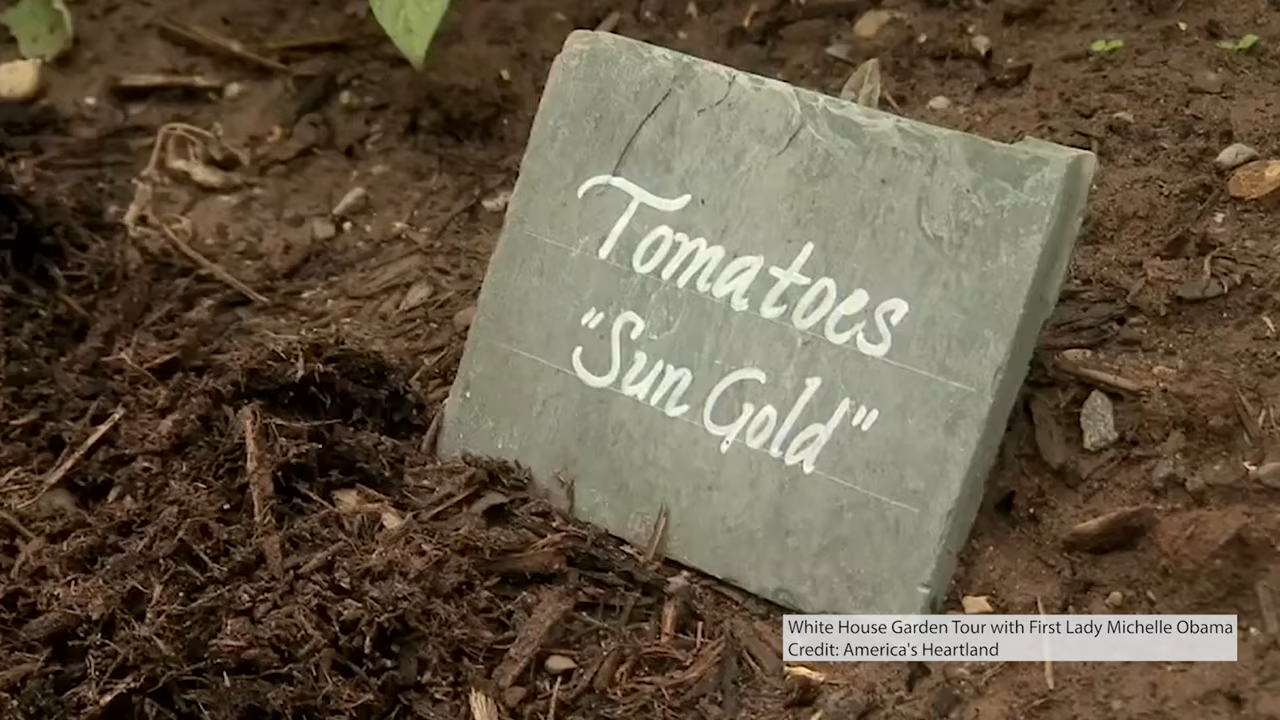 Tomatoes
"Sun Gold"
White House Garden Tour with First Lady Michelle Obama
Credit: America's Heartland